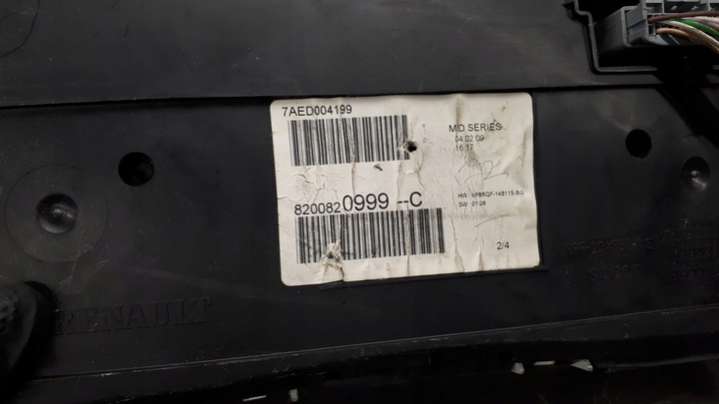 7AED004199
MID SERIES
04.02.09
16:17
8200820999--C
2/4
RENAULT